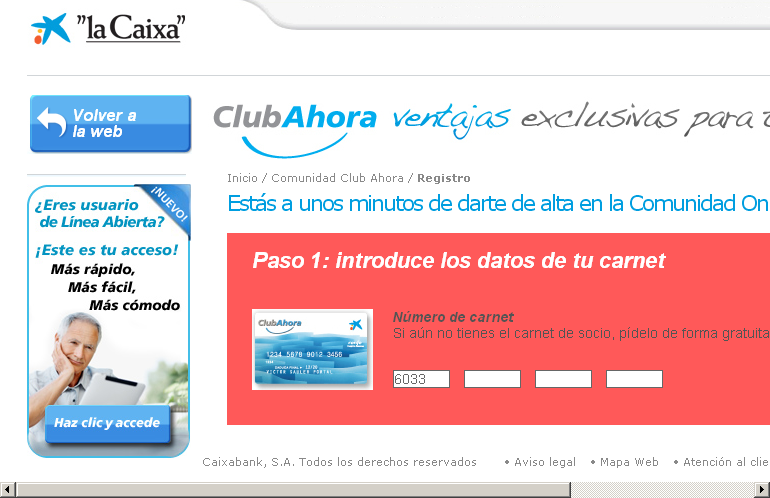 "la Caixa"
Volver a
la web
ClubAhora ventajas exclusivas para
Inicio / Comunidad Club Ahora / Registro
Estás a unos minutos de darte de alta en la Comunidad On
¡NUEVO!
¿Eres usuario
de Línea Abierta?
¡Este es tu acceso!
Más rápido,
Más fácil,
Más cómodo
Haz clic y accede
Paso 1: introduce los datos de tu carnet
ClubAhora
1234 5678 9012 3456
Número de carnet
Si aún no tienes el carnet de socio, pídelo de forma gratuita
6033
Caixabank, S.A. Todos los derechos reservados • Aviso legal • Mapa Web • Atención al clie